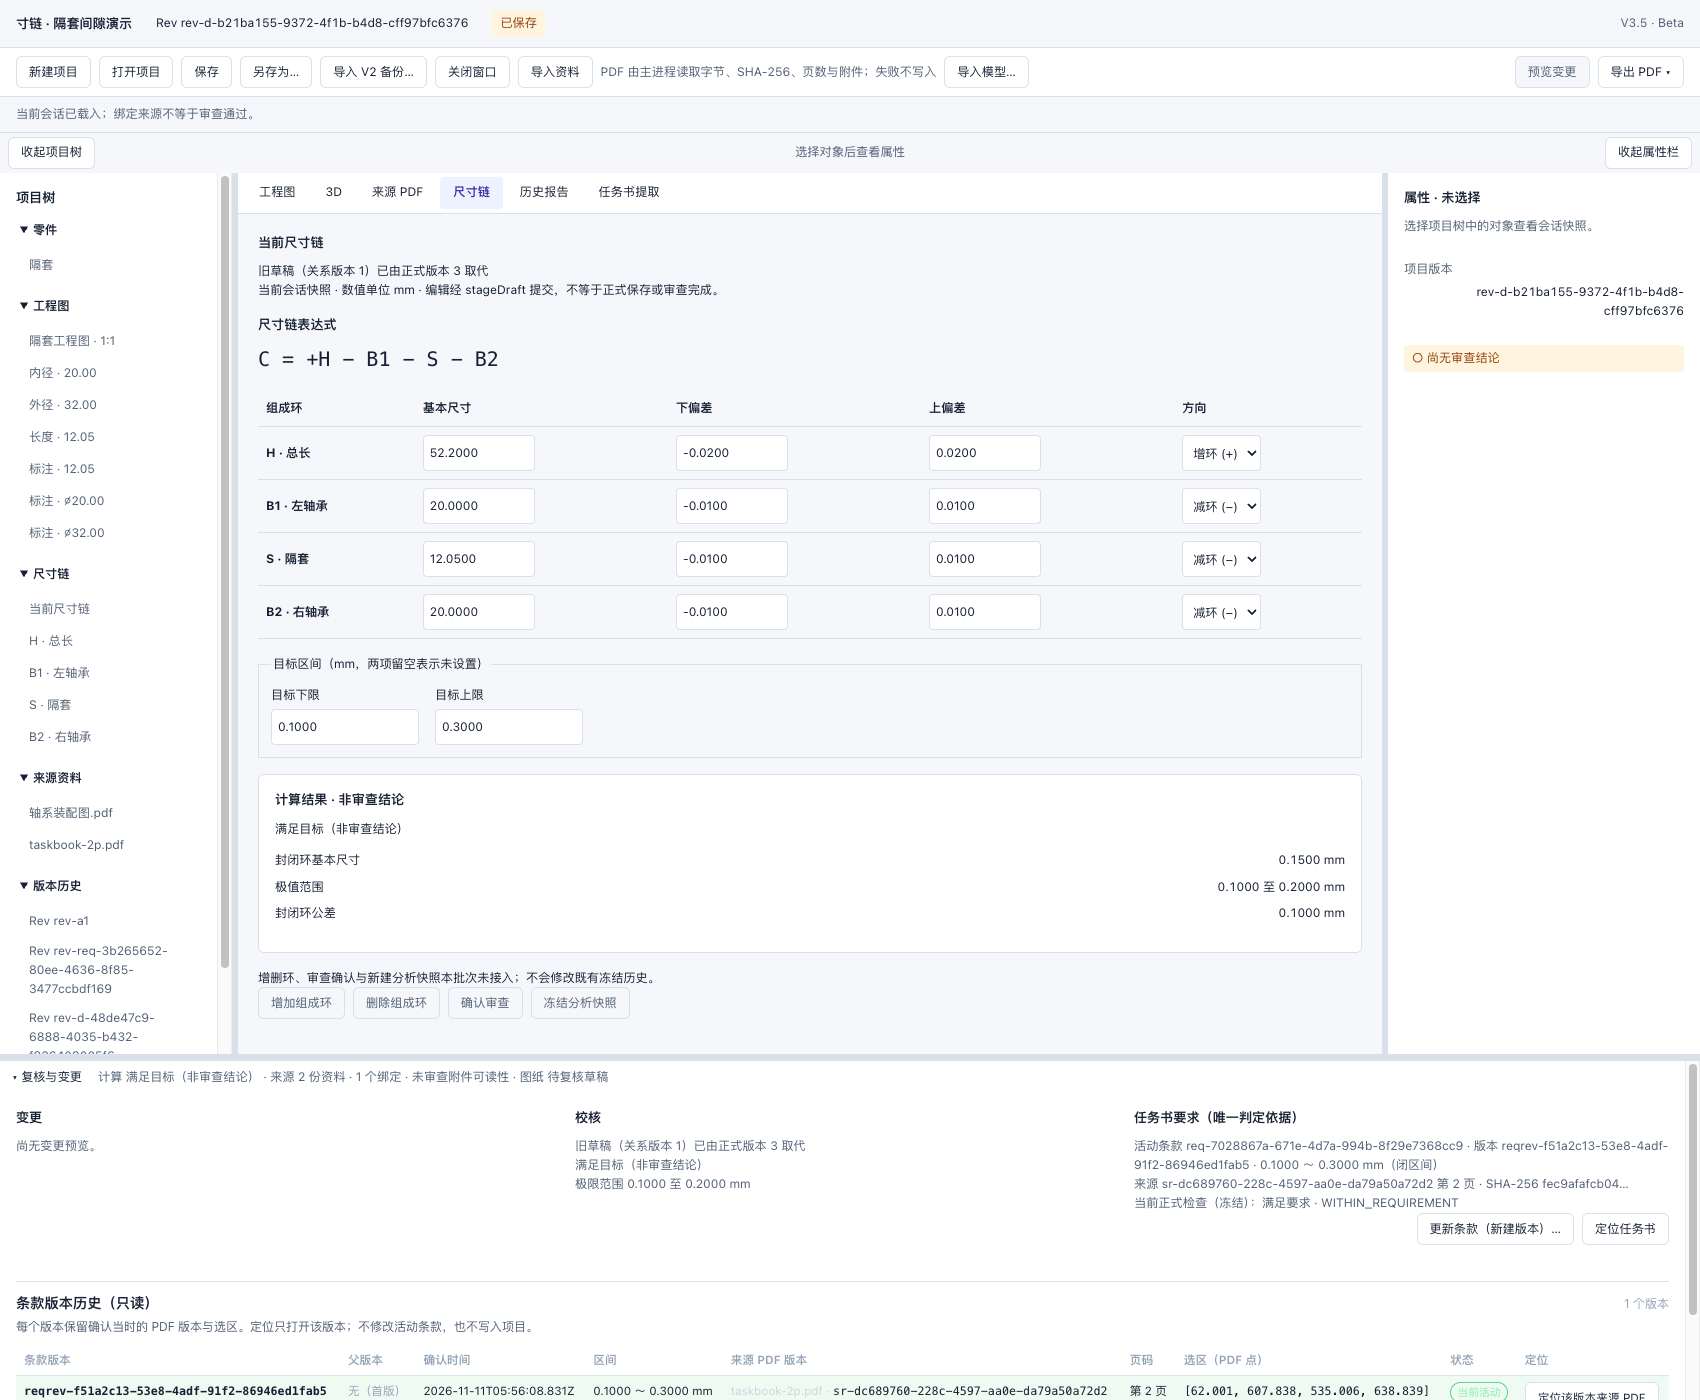 寸链 · 隔套间隙演示 Rev rev-d-b21ba155-9372-4f1b-b4d8-cff97bfc6376 已保存 V3.5 · Beta
新建项目 打开项目 保存 另存为... 导入 V2 备份... 关闭窗口 导入资料 PDF 由主进程读取字节、SHA-256、页数与附件；失败不写入 导入模型... 预览变更 导出 PDF ▾
当前会话已载入；绑定来源不等于审查通过。
收起项目树 选择对象后查看属性 收起属性栏
项目树
▼ 零件
隔套
▼ 工程图
隔套工程图 · 1:1
内径 · 20.00
外径 · 32.00
长度 · 12.05
标注 · 12.05
标注 · ⌀20.00
标注 · ⌀32.00
▼ 尺寸链
当前尺寸链
H · 总长
B1 · 左轴承
S · 隔套
B2 · 右轴承
▼ 来源资料
轴系装配图.pdf
taskbook-2p.pdf
▼ 版本历史
Rev rev-a1
Rev rev-req-3b265652-
80ee-4636-8f85-
3477ccbdf169
Rev rev-d-48de47c9-
6888-4035-b432-
工程图 3D 来源 PDF 尺寸链 历史报告 任务书提取
当前尺寸链
旧草稿（关系版本 1）已由正式版本 3 取代
当前会话快照 · 数值单位 mm · 编辑经 stageDraft 提交，不等于正式保存或审查完成。
尺寸链表达式
C = +H − B1 − S − B2
组成环 基本尺寸 下偏差 上偏差 方向
H · 总长 52.2000 -0.0200 0.0200 增环 (+)
B1 · 左轴承 20.0000 -0.0100 0.0100 减环 (−)
S · 隔套 12.0500 -0.0100 0.0100 减环 (−)
B2 · 右轴承 20.0000 -0.0100 0.0100 减环 (−)
目标区间（mm，两项留空表示未设置）
目标下限 目标上限
0.1000 0.3000
计算结果 · 非审查结论
满足目标（非审查结论）
封闭环基本尺寸 0.1500 mm
极值范围 0.1000 至 0.2000 mm
封闭环公差 0.1000 mm
增删环、审查确认与新建分析快照本批次未接入；不会修改既有冻结历史。
增加组成环 删除组成环 确认审查 冻结分析快照
属性 · 未选择
选择项目树中的对象查看会话快照。
项目版本
rev-d-b21ba155-9372-4f1b-b4d8-
cff97bfc6376
○ 尚无审查结论
▾ 复核与变更 计算 满足目标（非审查结论） · 来源 2 份资料 · 1 个绑定 · 未审查附件可读性 · 图纸 待复核草稿
变更
尚无变更预览。
校核
旧草稿（关系版本 1）已由正式版本 3 取代
满足目标（非审查结论）
极限范围 0.1000 至 0.2000 mm
任务书要求（唯一判定依据）
活动条款 req-7028867a-671e-4d7a-994b-8f29e7368cc9 · 版本 reqrev-f51a2c13-53e8-4adf-
91f2-86946ed1fab5 · 0.1000 ～ 0.3000 mm（闭区间）
来源 sr-dc689760-228c-4597-aa0e-da79a50a72d2 第 2 页 · SHA-256 fec9afafcb04…
当前正式检查（冻结）：满足要求 · WITHIN_REQUIREMENT
更新条款（新建版本）... 定位任务书
条款版本历史（只读） 1 个版本
每个版本保留确认当时的 PDF 版本与选区。定位只打开该版本；不修改活动条款，也不写入项目。
条款版本 父版本 确认时间 区间 来源 PDF 版本 页码 选区（PDF 点） 状态 定位
reqrev-f51a2c13-53e8-4adf-91f2-86946ed1fab5 无（首版） 2026-11-11T05:56:08.831Z 0.1000 ～ 0.3000 mm taskbook-2p.pdf · sr-dc689760-228c-4597-aa0e-da79a50a72d2 第 2 页 [62.001, 607.838, 535.006, 638.839] 当前活动 定位该版本来源 PDF